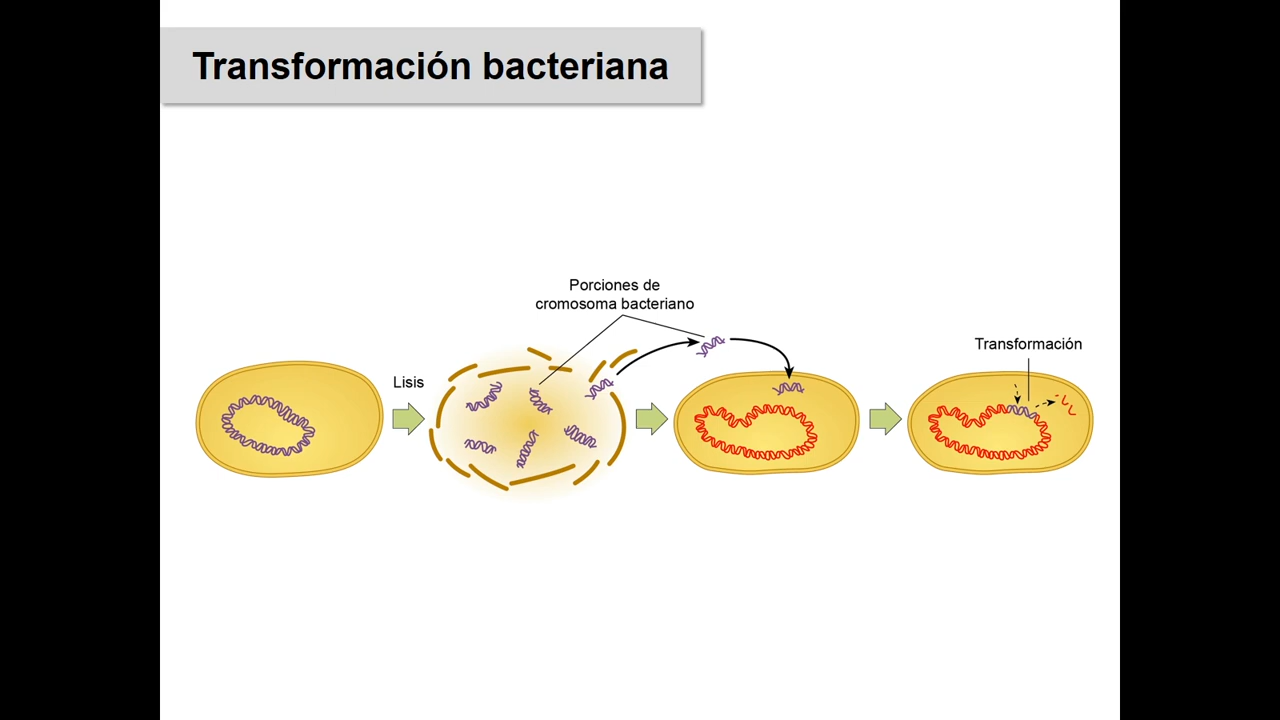 Transformación bacteriana
Porciones de
cromosoma bacteriano
Transformación
Lisis